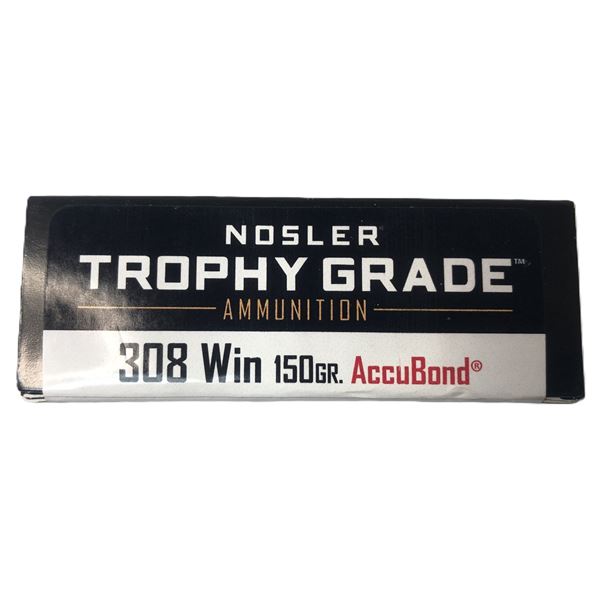 NOSLER
TROPHY GRADE™
AMMUNITION
308 Win 150GR. AccuBond®